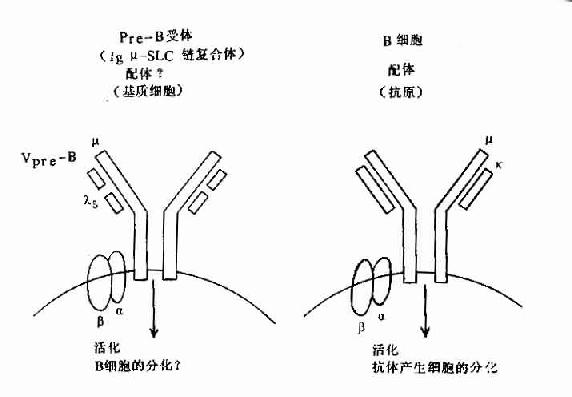 Pre-B受体
(Ig μ-SLC 链复合体)
配体?
(基质细胞)
μ
Vpre-B
λ5
β
α
活化
B细胞的分化?
B细胞
配体
(抗原)
μ
κ
β
α
活化
抗体产生细胞的分化